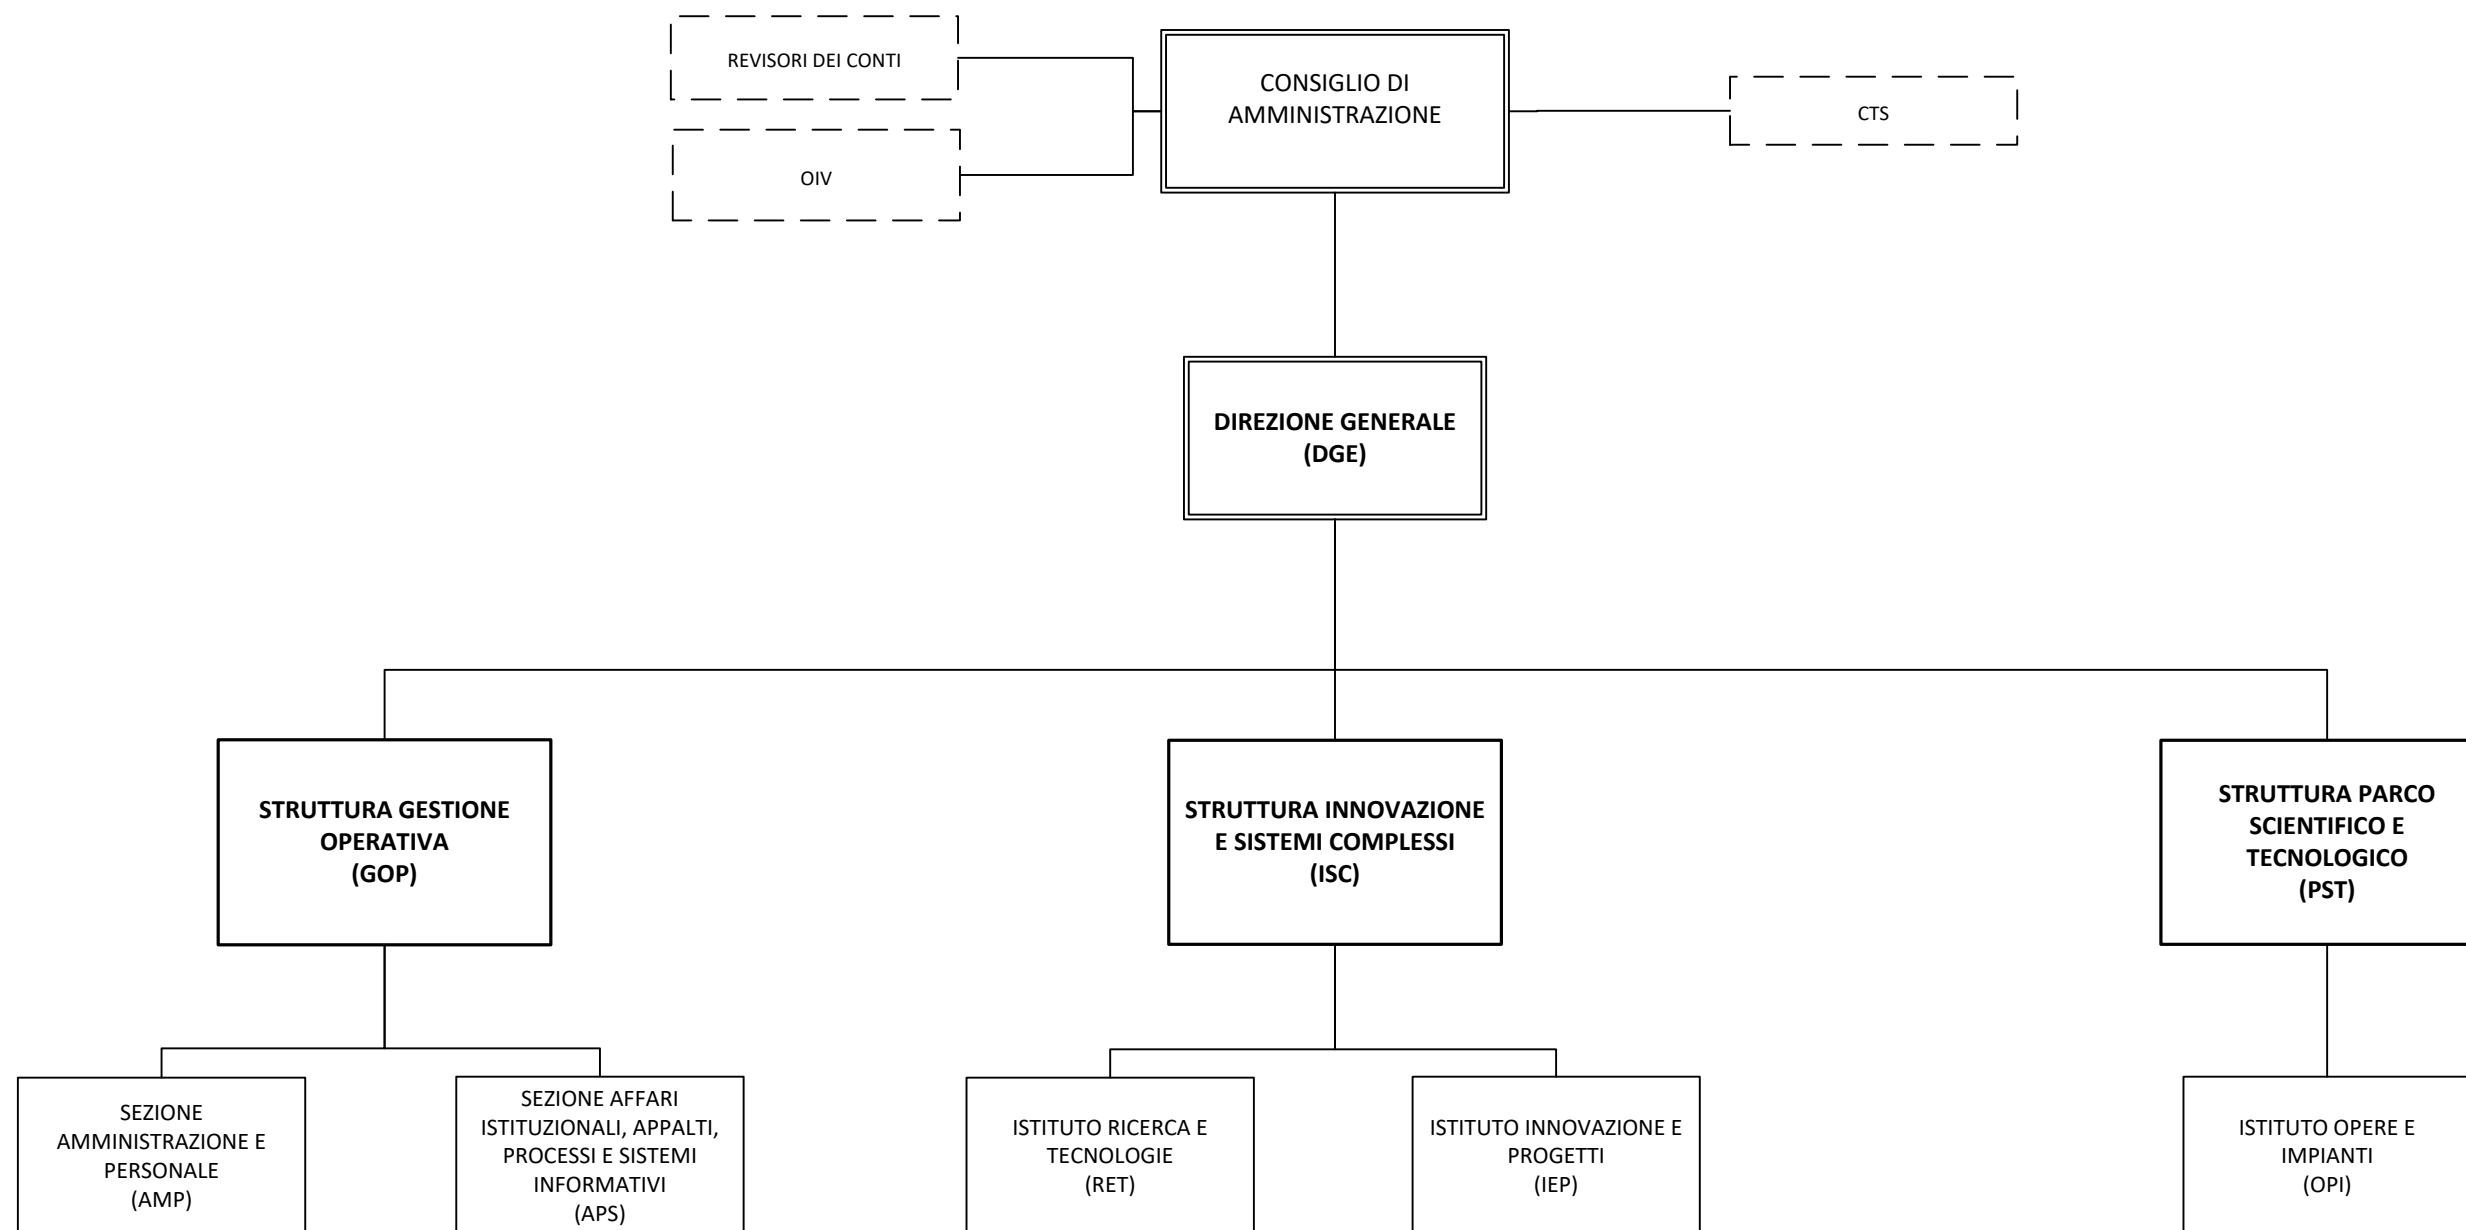 REVISORI DEI CONTI
OIV
CONSIGLIO DI
AMMINISTRAZIONE
CTS
DIREZIONE GENERALE
(DGE)
STRUTTURA GESTIONE
OPERATIVA
(GOP)
STRUTTURA INNOVAZIONE
E SISTEMI COMPLESSI
(ISC)
STRUTTURA PARCO
SCIENTIFICO E
TECNOLOGICO
(PST)
SEZIONE
AMMINISTRAZIONE E
PERSONALE
(AMP)
SEZIONE AFFARI
ISTITUZIONALI, APPALTI,
PROCESSI E SISTEMI
INFORMATIVI
(APS)
ISTITUTO RICERCA E
TECNOLOGIE
(RET)
ISTITUTO INNOVAZIONE E
PROGETTI
(IEP)
ISTITUTO OPERE E
IMPIANTI
(OPI)